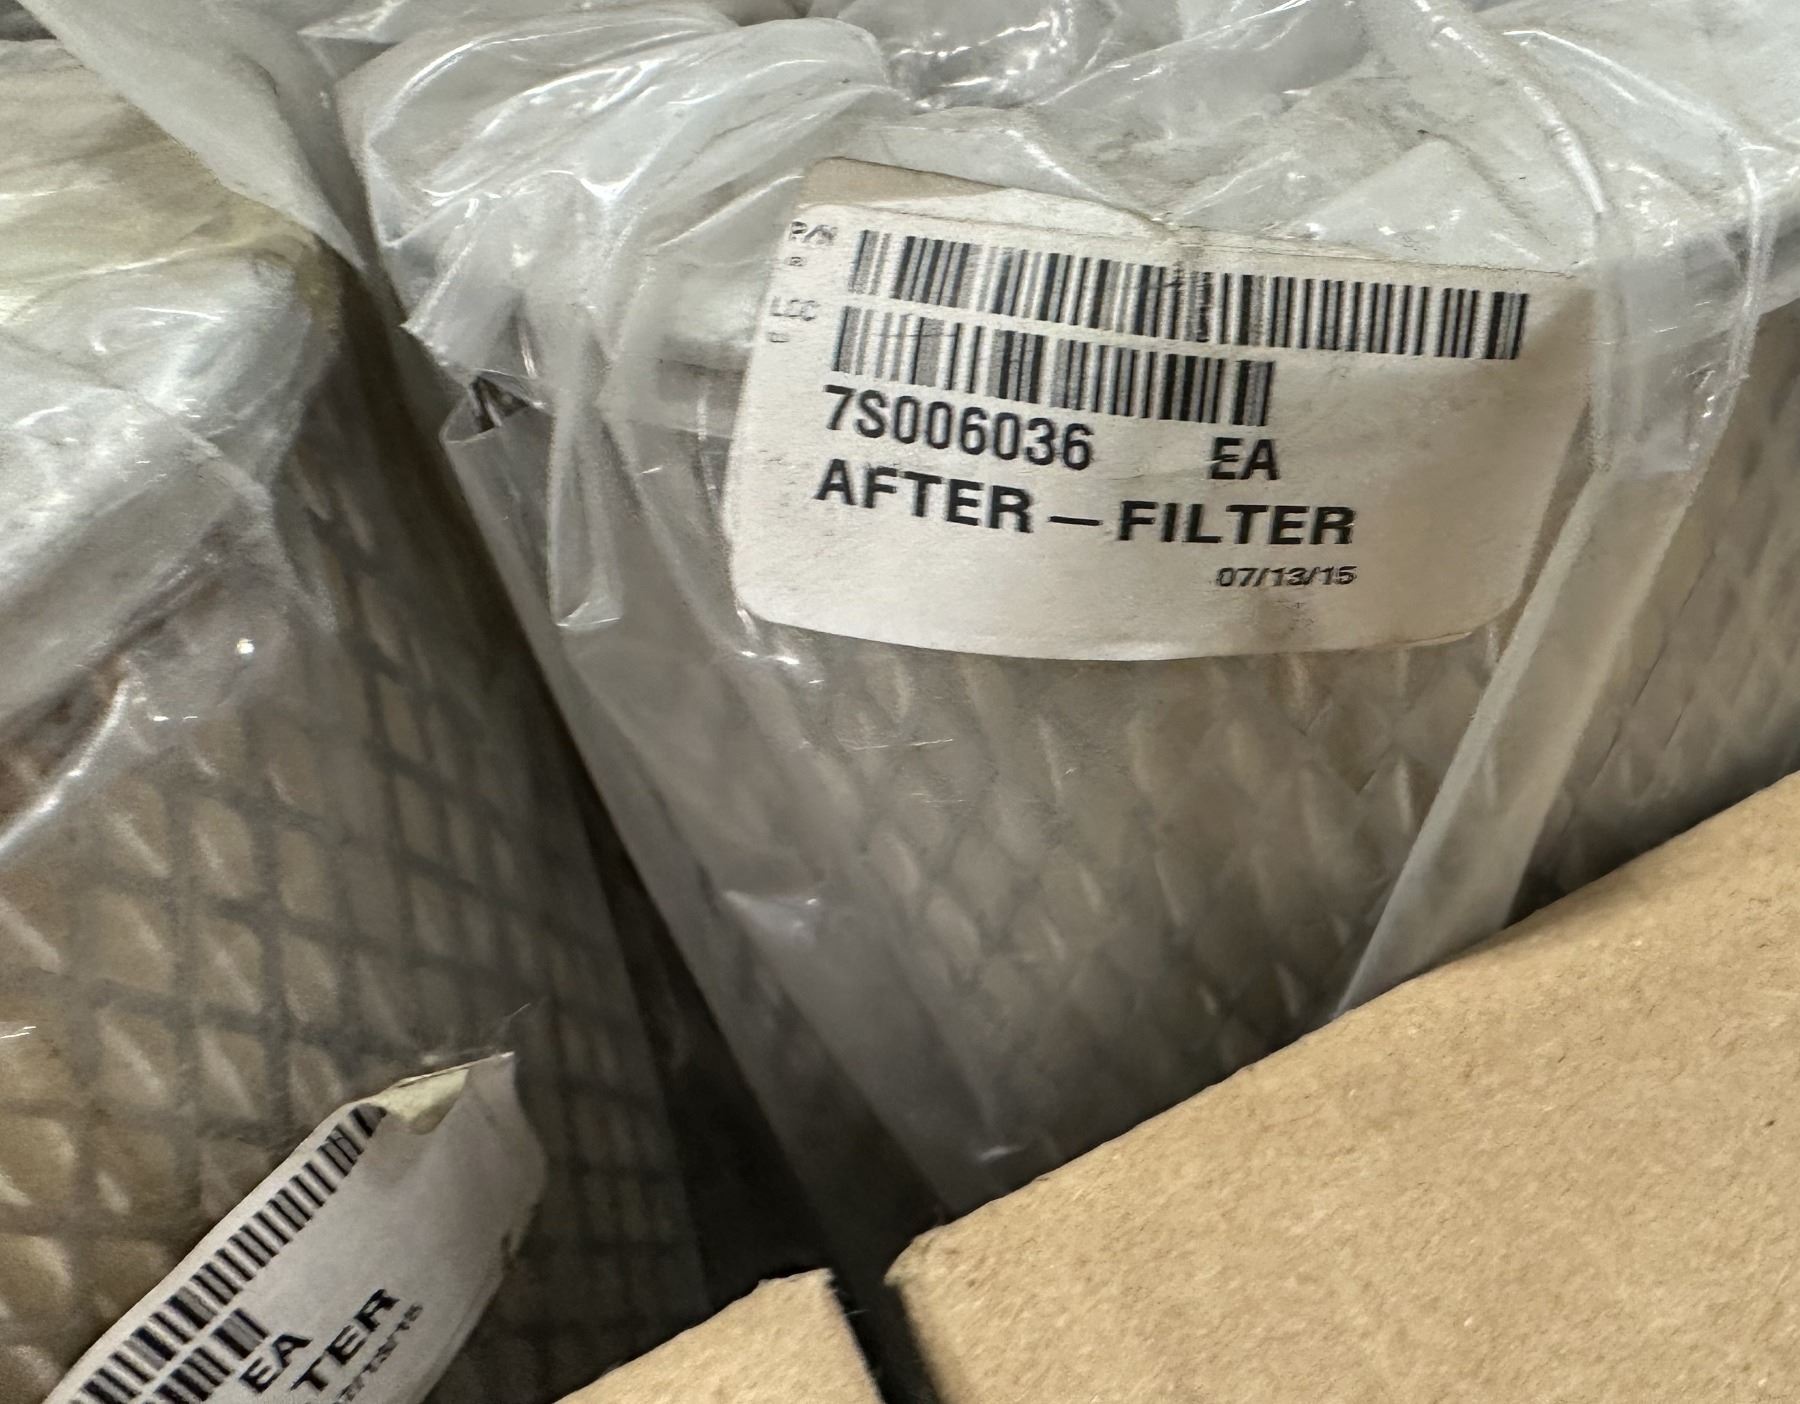 P/N
LOC
7S006036 EA
AFTER – FILTER
07/13/15
EA
TER